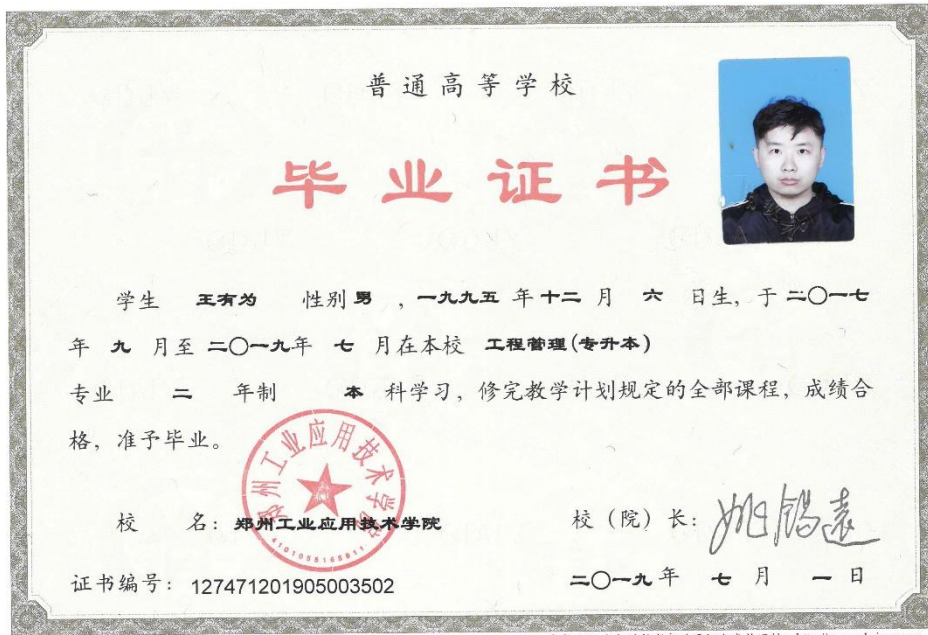 普通高等学校
毕业证书
学生 王有为 性别 男 ，一九九五 年 十二 月 六 日生，于 二〇一七
年 九 月至 二〇一九年 七 月在本校 工程管理(专升本)
专业 二 年制 本 科学习，修完教学计划规定的全部课程，成绩合
格，准予毕业。
郑州工业应用技术学院
4101055165811
校 名：郑州工业应用技术学院
校（院）长：姚锡远
证书编号：127471201905003502
二〇一九 年 七 月 一 日